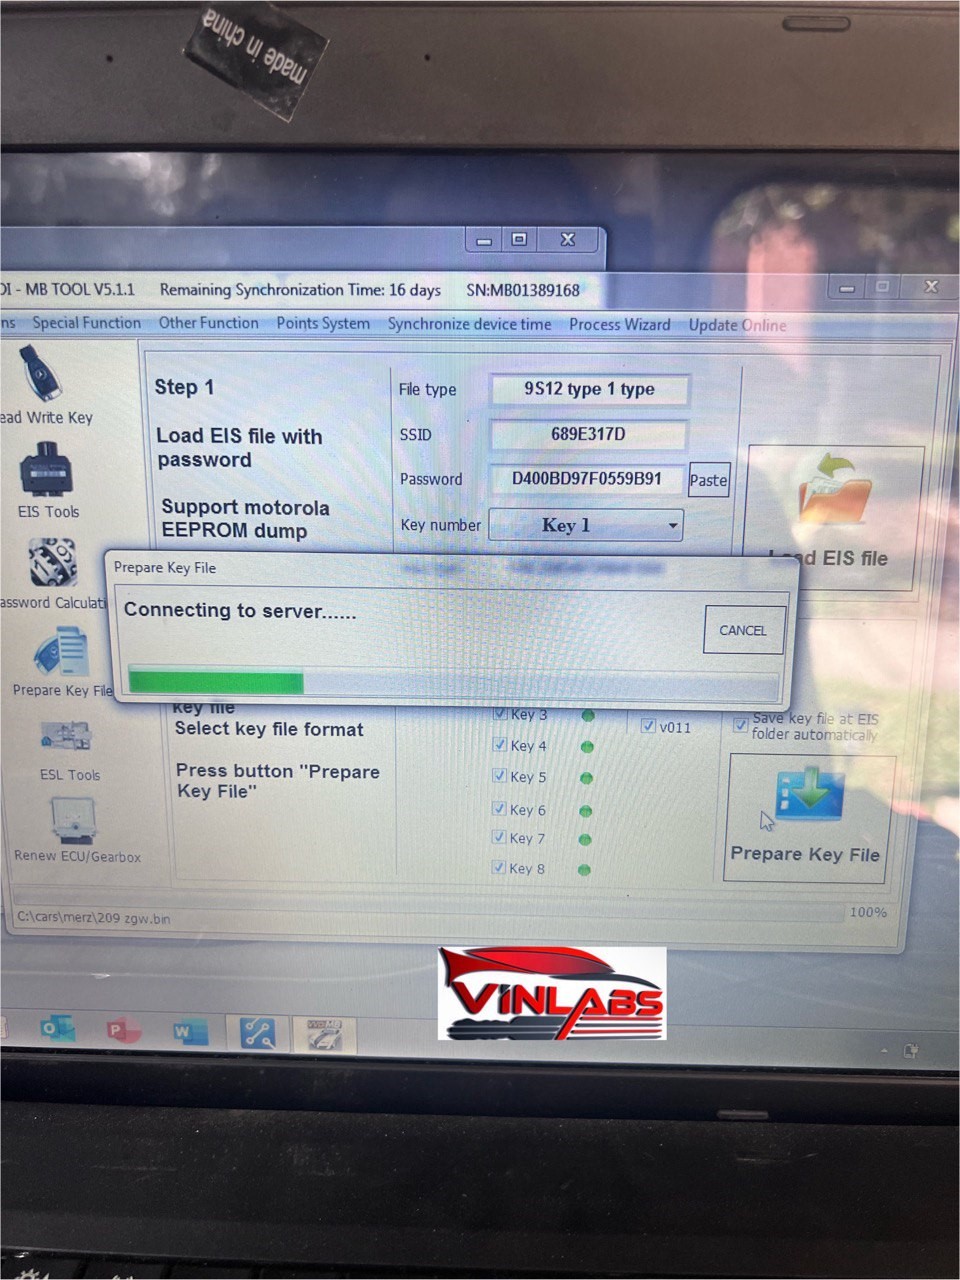 made in china
DI - MB TOOL V5.1.1 Remaining Synchronization Time: 16 days SN:MB01389168
ns Special Function Other Function Points System Synchronize device time Process Wizard Update Online
ead Write Key
EIS Tools
assword Calculati
Prepare Key File
ESL Tools
Renew ECU/Gearbox
Step 1
Load EIS file with
password
Support motorola
EEPROM dump
File type 9S12 type 1 type
SSID 689E317D
Password D400BD97F0559B91 Paste
Key number Key 1
Load EIS file
Prepare Key File
Connecting to server......
CANCEL
key file
Select key file format
Press button "Prepare
Key File"
Key 3
Key 4
Key 5
Key 6
Key 7
Key 8
v011
Save key file at EIS
folder automatically
Prepare Key File
C:\cars\merz\209 zgw.bin
100%
ViNLABS
O
P
W